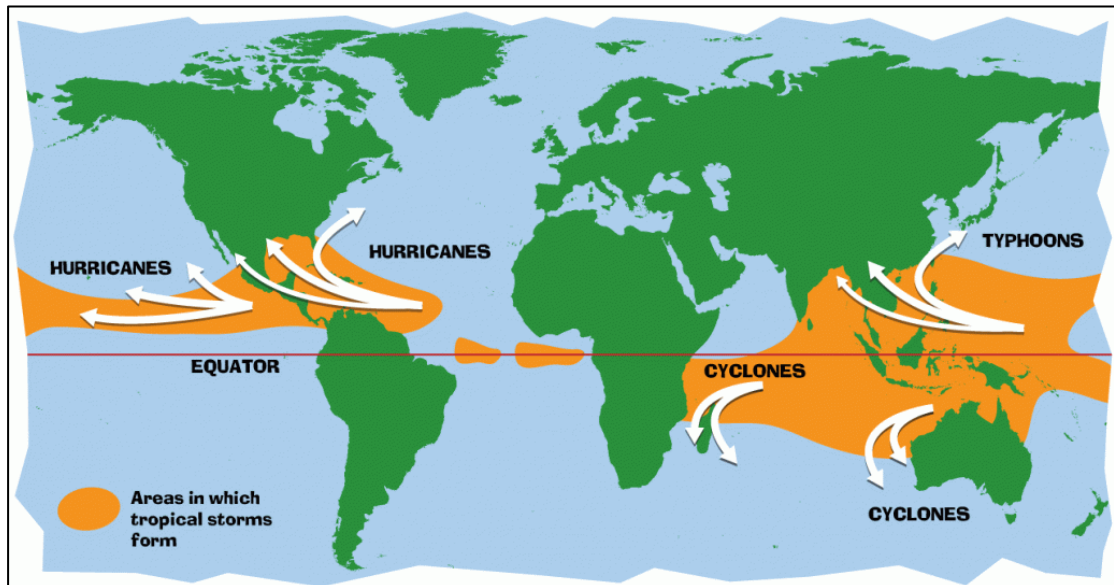 HURRICANES
HURRICANES
TYPHOONS
EQUATOR
CYCLONES
CYCLONES
Areas in which
tropical storms
form